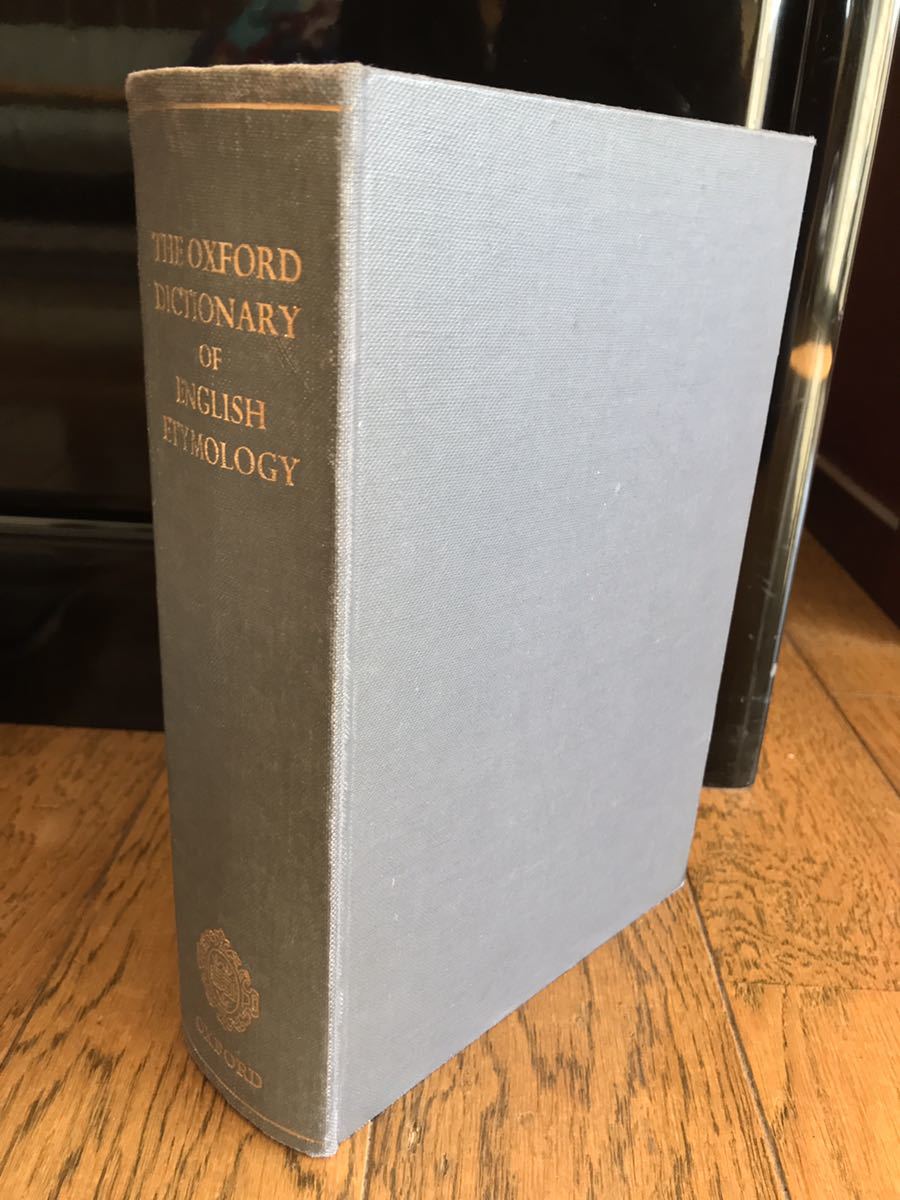 THE OXFORD
DICTIONARY
OF
ENGLISH
ETYMOLOGY
OXFORD